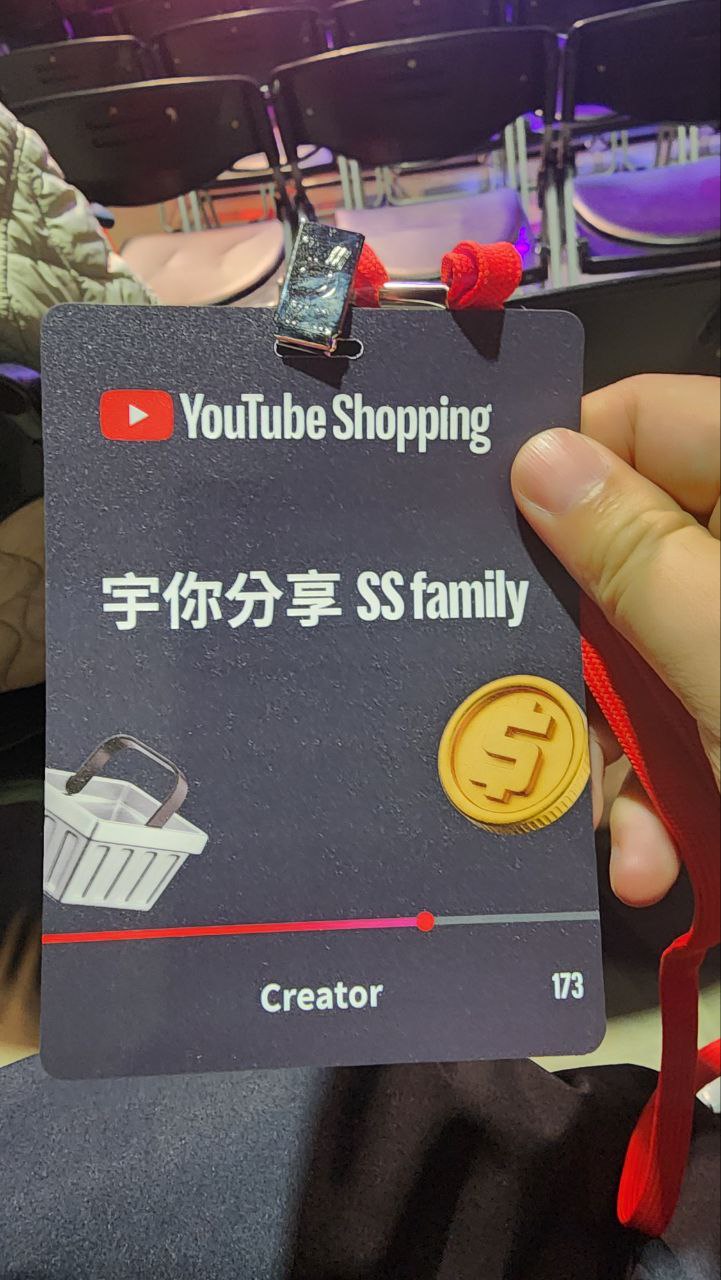 YouTube Shopping
宇你分享 SS family
Creator
173